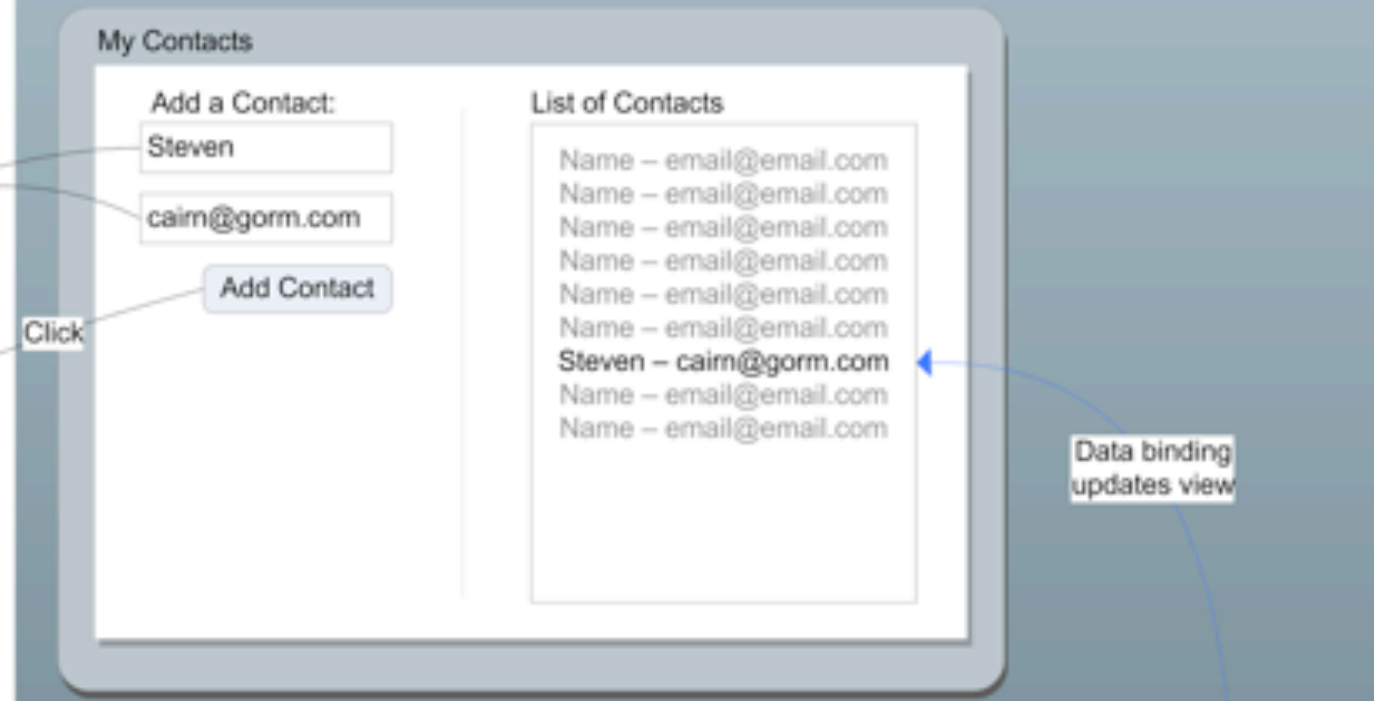 My Contacts
Add a Contact:
Steven
cairn@gorm.com
Add Contact
Click
List of Contacts
Name – email@email.com
Name – email@email.com
Name – email@email.com
Name – email@email.com
Name – email@email.com
Name – email@email.com
Steven – cairn@gorm.com
Name – email@email.com
Name – email@email.com
Data binding
updates view